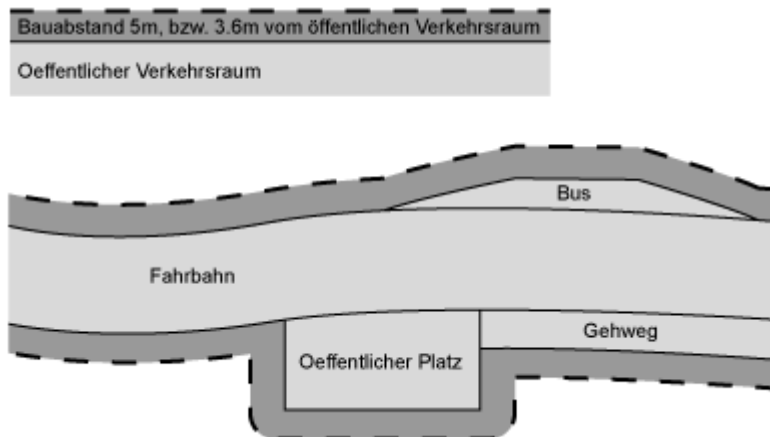 Bauabstand 5m, bzw. 3.6m vom öffentlichen Verkehrsraum
Oeffentlicher Verkehrsraum
Bus
Fahrbahn
Gehweg
Oeffentlicher Platz